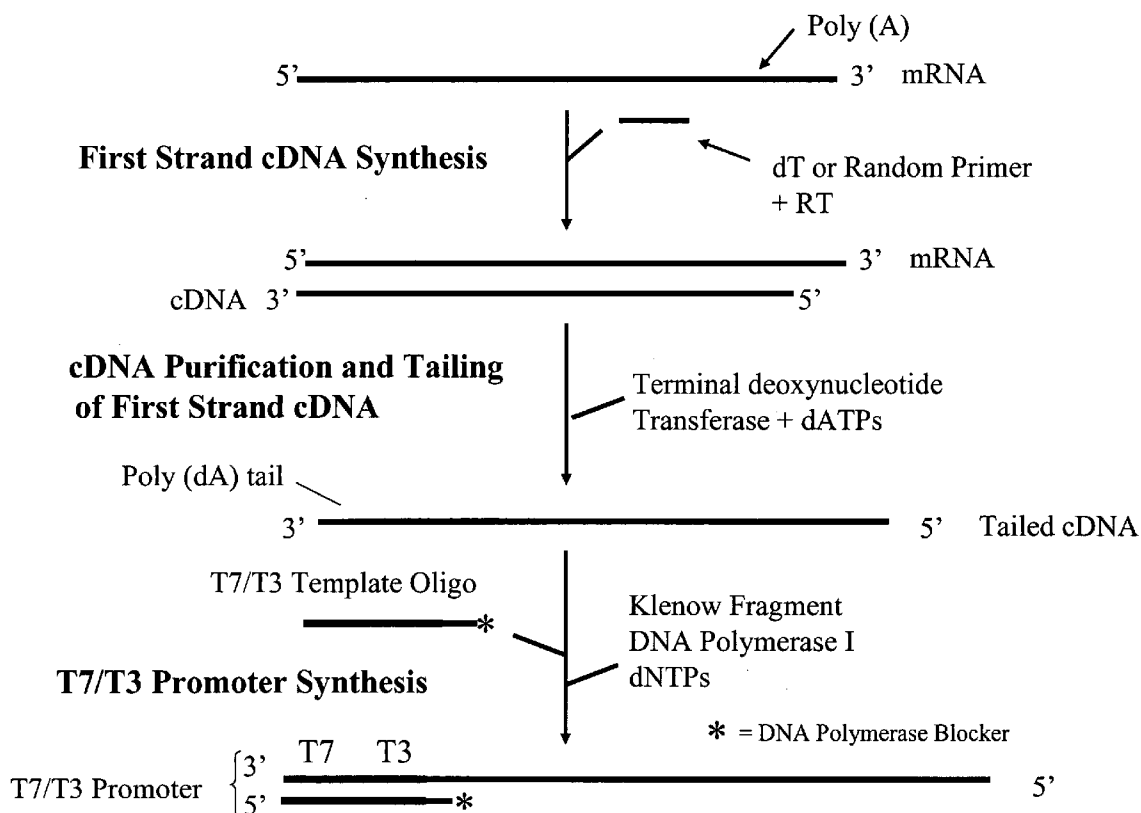 Poly (A)
5’ 3’ mRNA
First Strand cDNA Synthesis
dT or Random Primer
+ RT
5’ 3’ mRNA
cDNA 3’ 5’
cDNA Purification and Tailing
of First Strand cDNA
Terminal deoxynucleotide
Transferase + dATPs
Poly (dA) tail
3’ 5’ Tailed cDNA
T7/T3 Template Oligo
*
Klenow Fragment
DNA Polymerase I
dNTPs
T7/T3 Promoter Synthesis
* = DNA Polymerase Blocker
T7 T3
T7/T3 Promoter
3’ 5’
5’ *